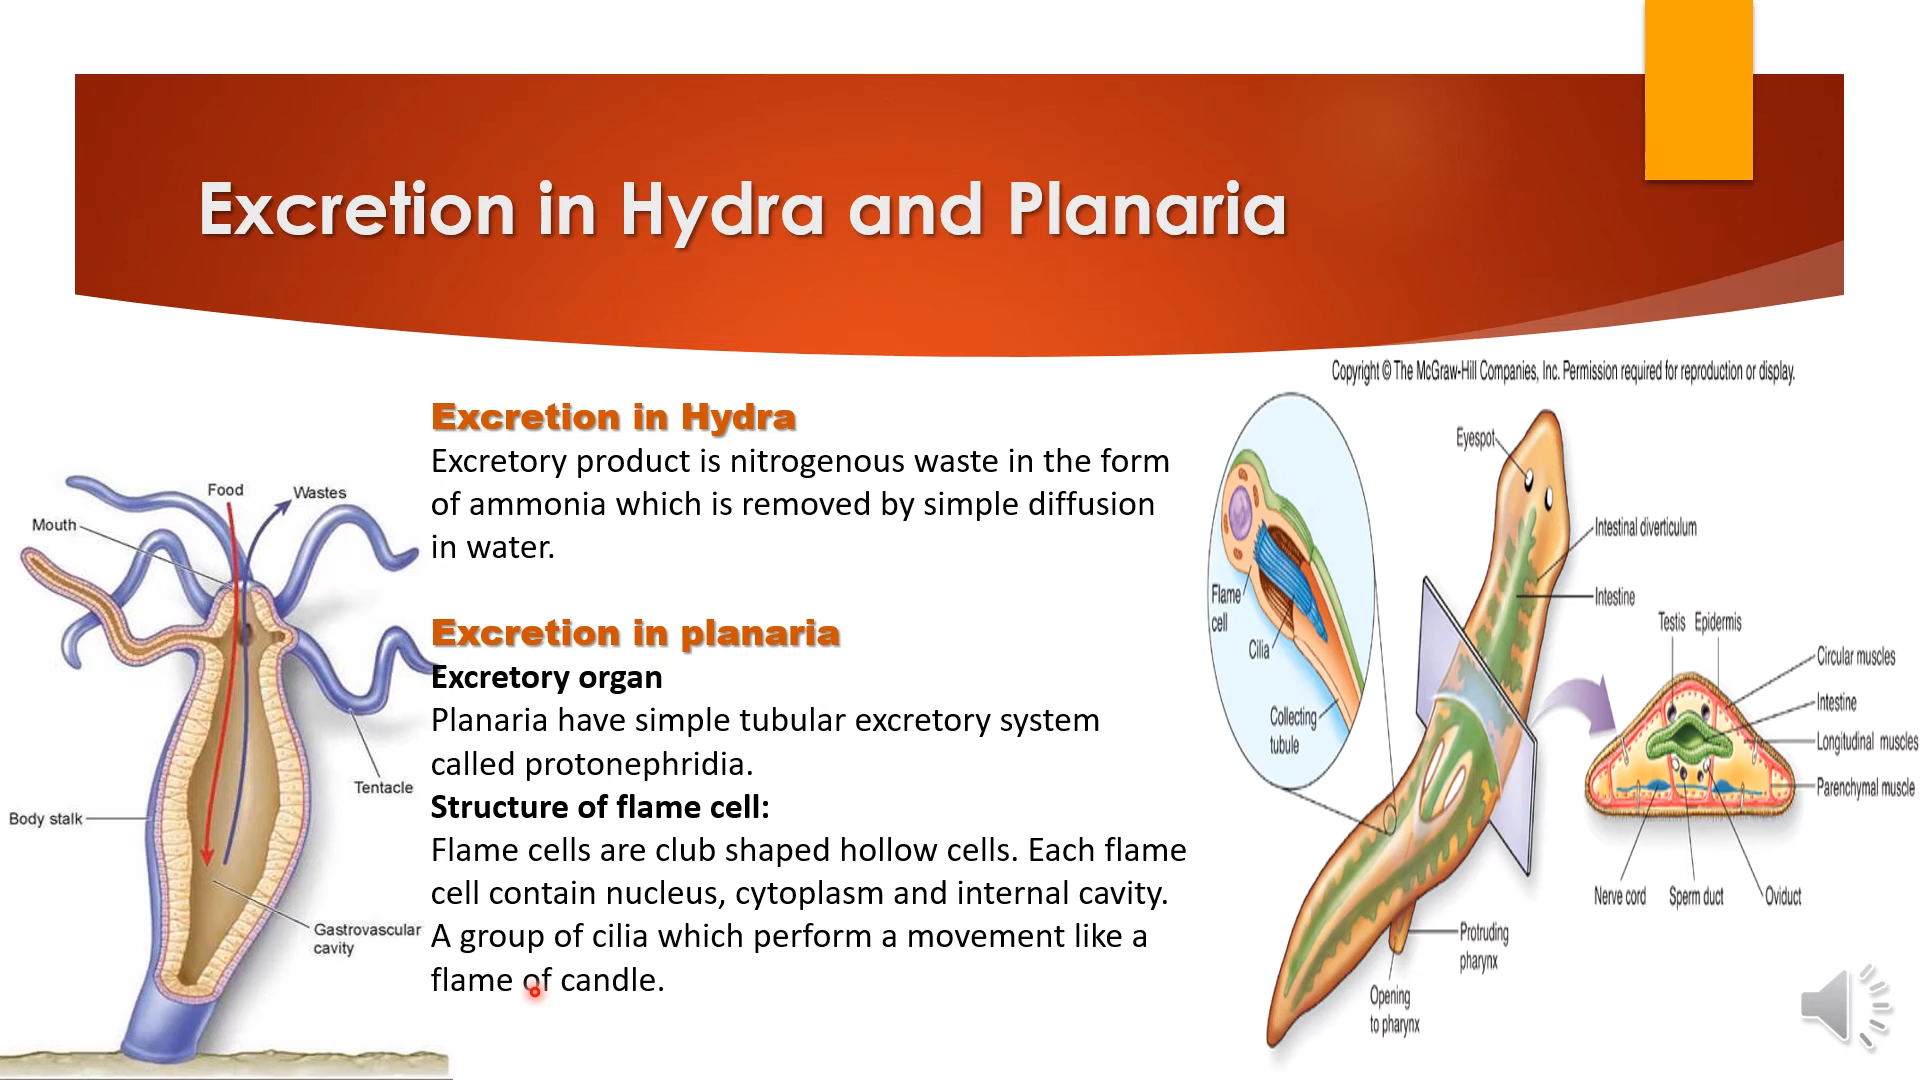 Excretion in Hydra and Planaria
Copyright © The McGraw-Hill Companies, Inc. Permission required for reproduction or display.
Food
Wastes
Mouth
Tentacle
Body stalk
Gastrovascular
cavity
Excretion in Hydra
Excretory product is nitrogenous waste in the form
of ammonia which is removed by simple diffusion
in water.
Excretion in planaria
Excretory organ
Planaria have simple tubular excretory system
called protonephridia.
Structure of flame cell:
Flame cells are club shaped hollow cells. Each flame
cell contain nucleus, cytoplasm and internal cavity.
A group of cilia which perform a movement like a
flame of candle.
Eyespot
Intestinal diverticulum
Intestine
Flame
cell
Cilia
Collecting
tubule
Protruding
pharynx
Opening
to pharynx
Testis
Epidermis
Circular muscles
Intestine
Longitudinal muscles
Parenchymal muscle
Nerve cord
Sperm duct
Oviduct